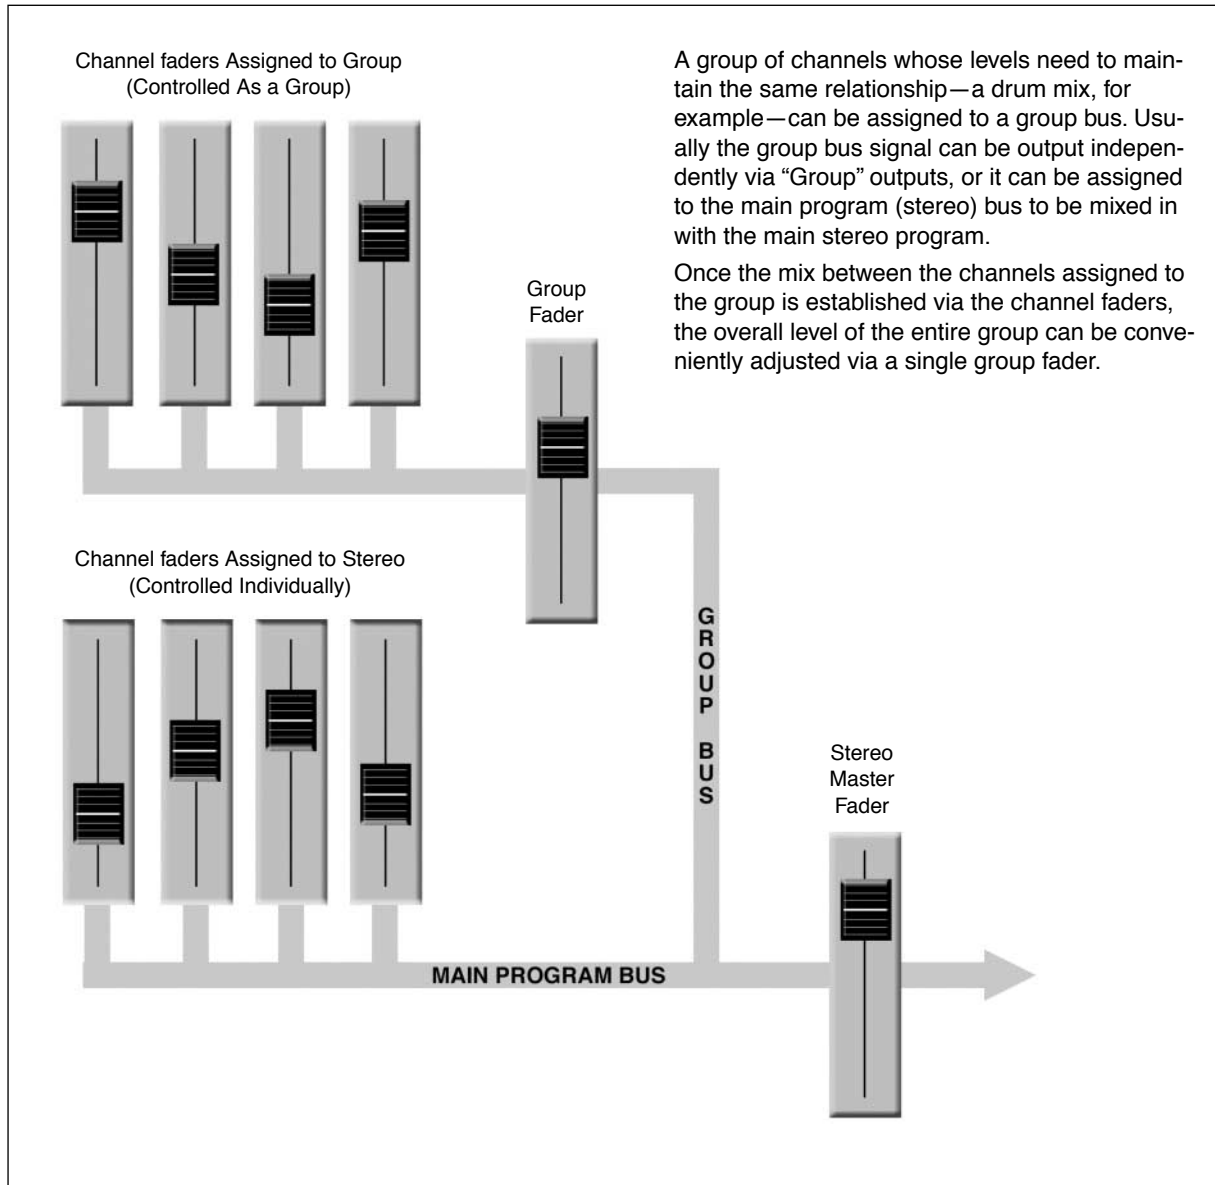 Channel faders Assigned to Group
(Controlled As a Group)
A group of channels whose levels need to main-
tain the same relationship—a drum mix, for
example—can be assigned to a group bus. Usu-
ally the group bus signal can be output indepen-
dently via “Group” outputs, or it can be assigned
to the main program (stereo) bus to be mixed in
with the main stereo program.
Once the mix between the channels assigned to
the group is established via the channel faders,
the overall level of the entire group can be conve-
niently adjusted via a single group fader.
Group
Fader
Channel faders Assigned to Stereo
(Controlled Individually)
GROUP BUS
Stereo
Master
Fader
MAIN PROGRAM BUS